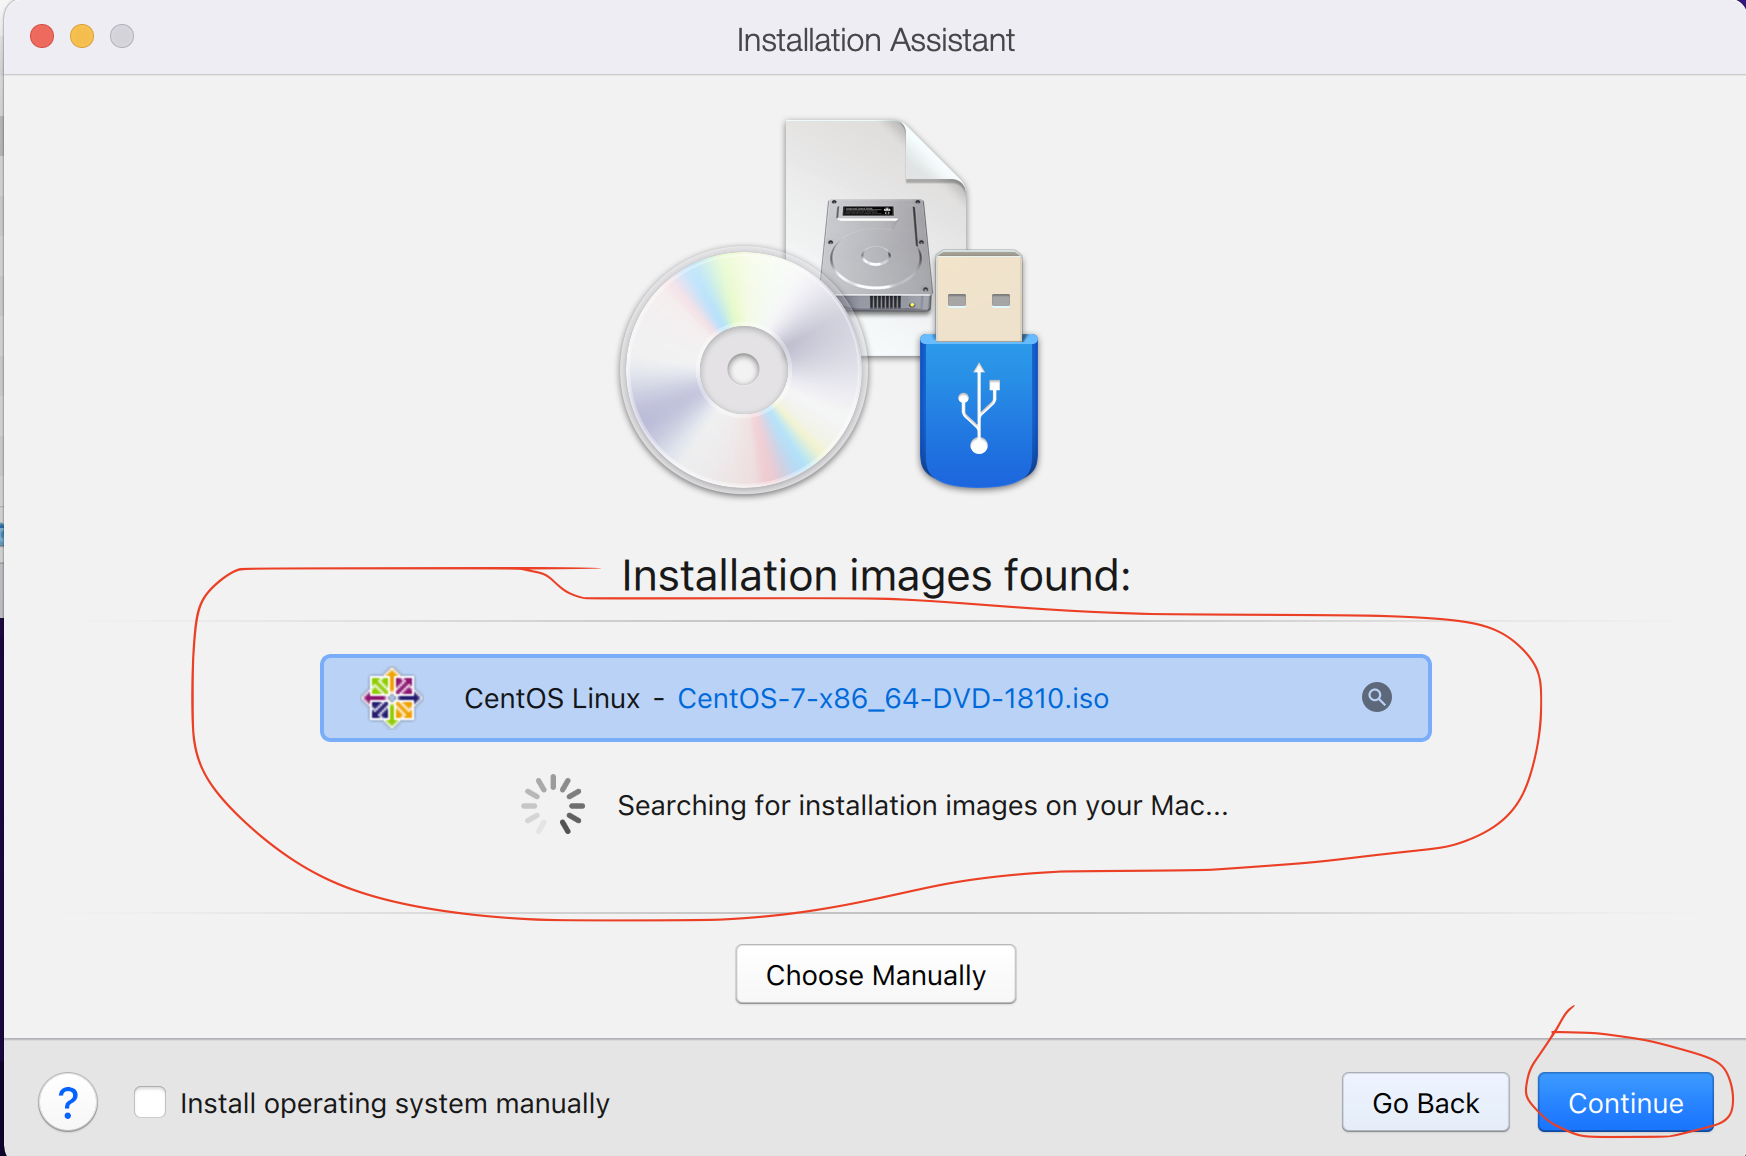 Installation Assistant
Installation images found:
CentOS Linux - CentOS-7-x86_64-DVD-1810.iso
Searching for installation images on your Mac...
Choose Manually
? Install operating system manually Go Back Continue